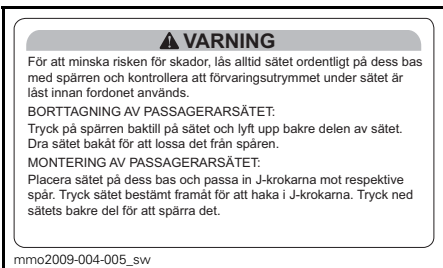 VARNING
För att minska risken för skador, lås alltid sätet ordentligt på dess bas
med spärren och kontrollera att förvaringsutrymmet under sätet är
låst innan fordonet används.
BORTTAGNING AV PASSAGERARSÄTET:
Tryck på spärren baktill på sätet och lyft upp bakre delen av sätet.
Dra sätet bakåt för att lossa det från spåren.
MONTERING AV PASSAGERARSÄTET:
Placera sätet på dess bas och passa in J-krokarna mot respektive
spår. Tryck sätet bestämt framåt för att haka i J-krokarna. Tryck ned
sätets bakre del för att spärra det.
mmo2009-004-005_sw